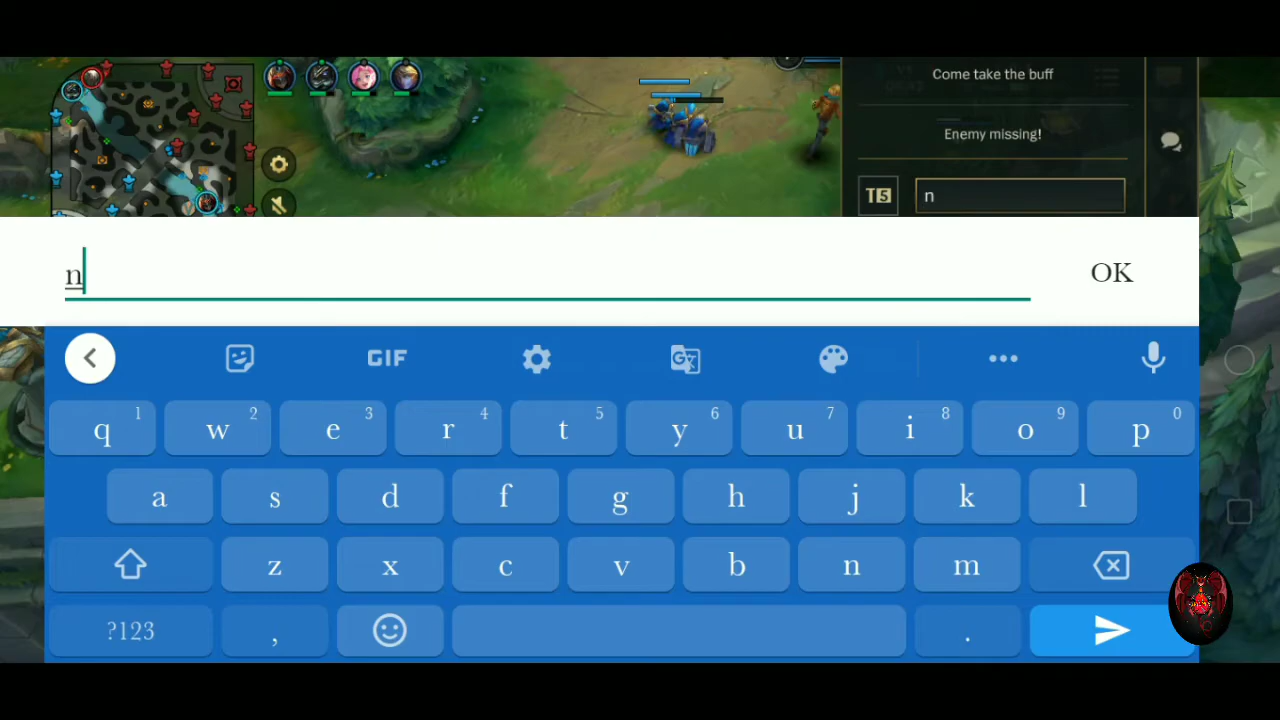 Come take the buff
Enemy missing!
T5 n
n
OK
GIF
G
q 1 w 2 e 3 r 4 t 5 y 6 u 7 i 8 o 9 p 0
a s d f g h j k l
z x c v b n m
?123 , .